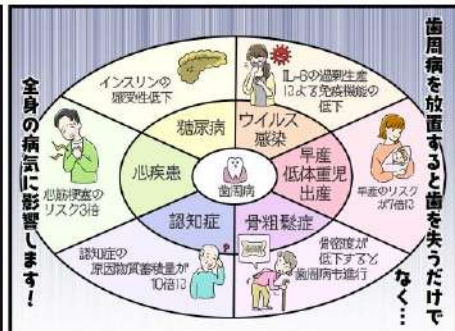 歯周病を放置すると歯を失うだけで
なく…
全身の病気に影響します！
インスリンの
感受性低下
IL-6の過剰生産
による免疫機能の
低下
糖尿病
ウイルス
感染
心疾患
歯周病
早産
低体重児
出産
心筋梗塞の
リスク3倍
早産のリスク
が7倍に
認知症
骨粗鬆症
認知症の
原因物質蓄積量が
10倍に
骨密度が
低下すると
歯周病も進行